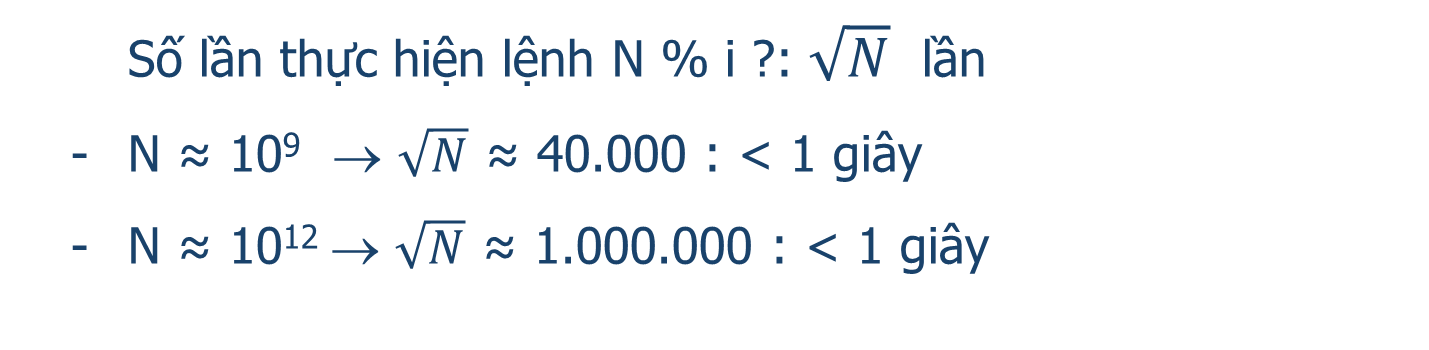 Số lần thực hiện lệnh N % i ?: √N lần
- N ≈ 10⁹ → √N ≈ 40.000 : < 1 giây
- N ≈ 10¹² → √N ≈ 1.000.000 : < 1 giây